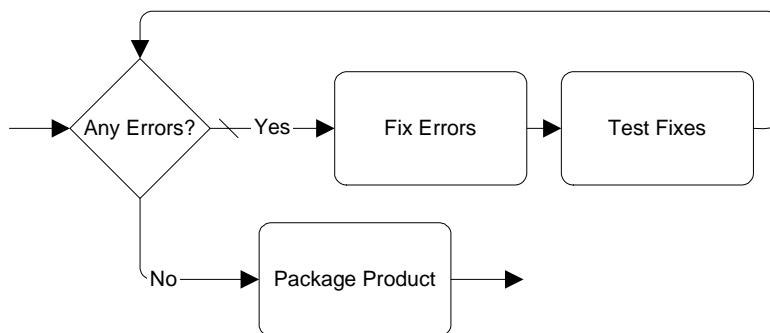 Any Errors?
Yes
Fix Errors
Test Fixes
No
Package Product